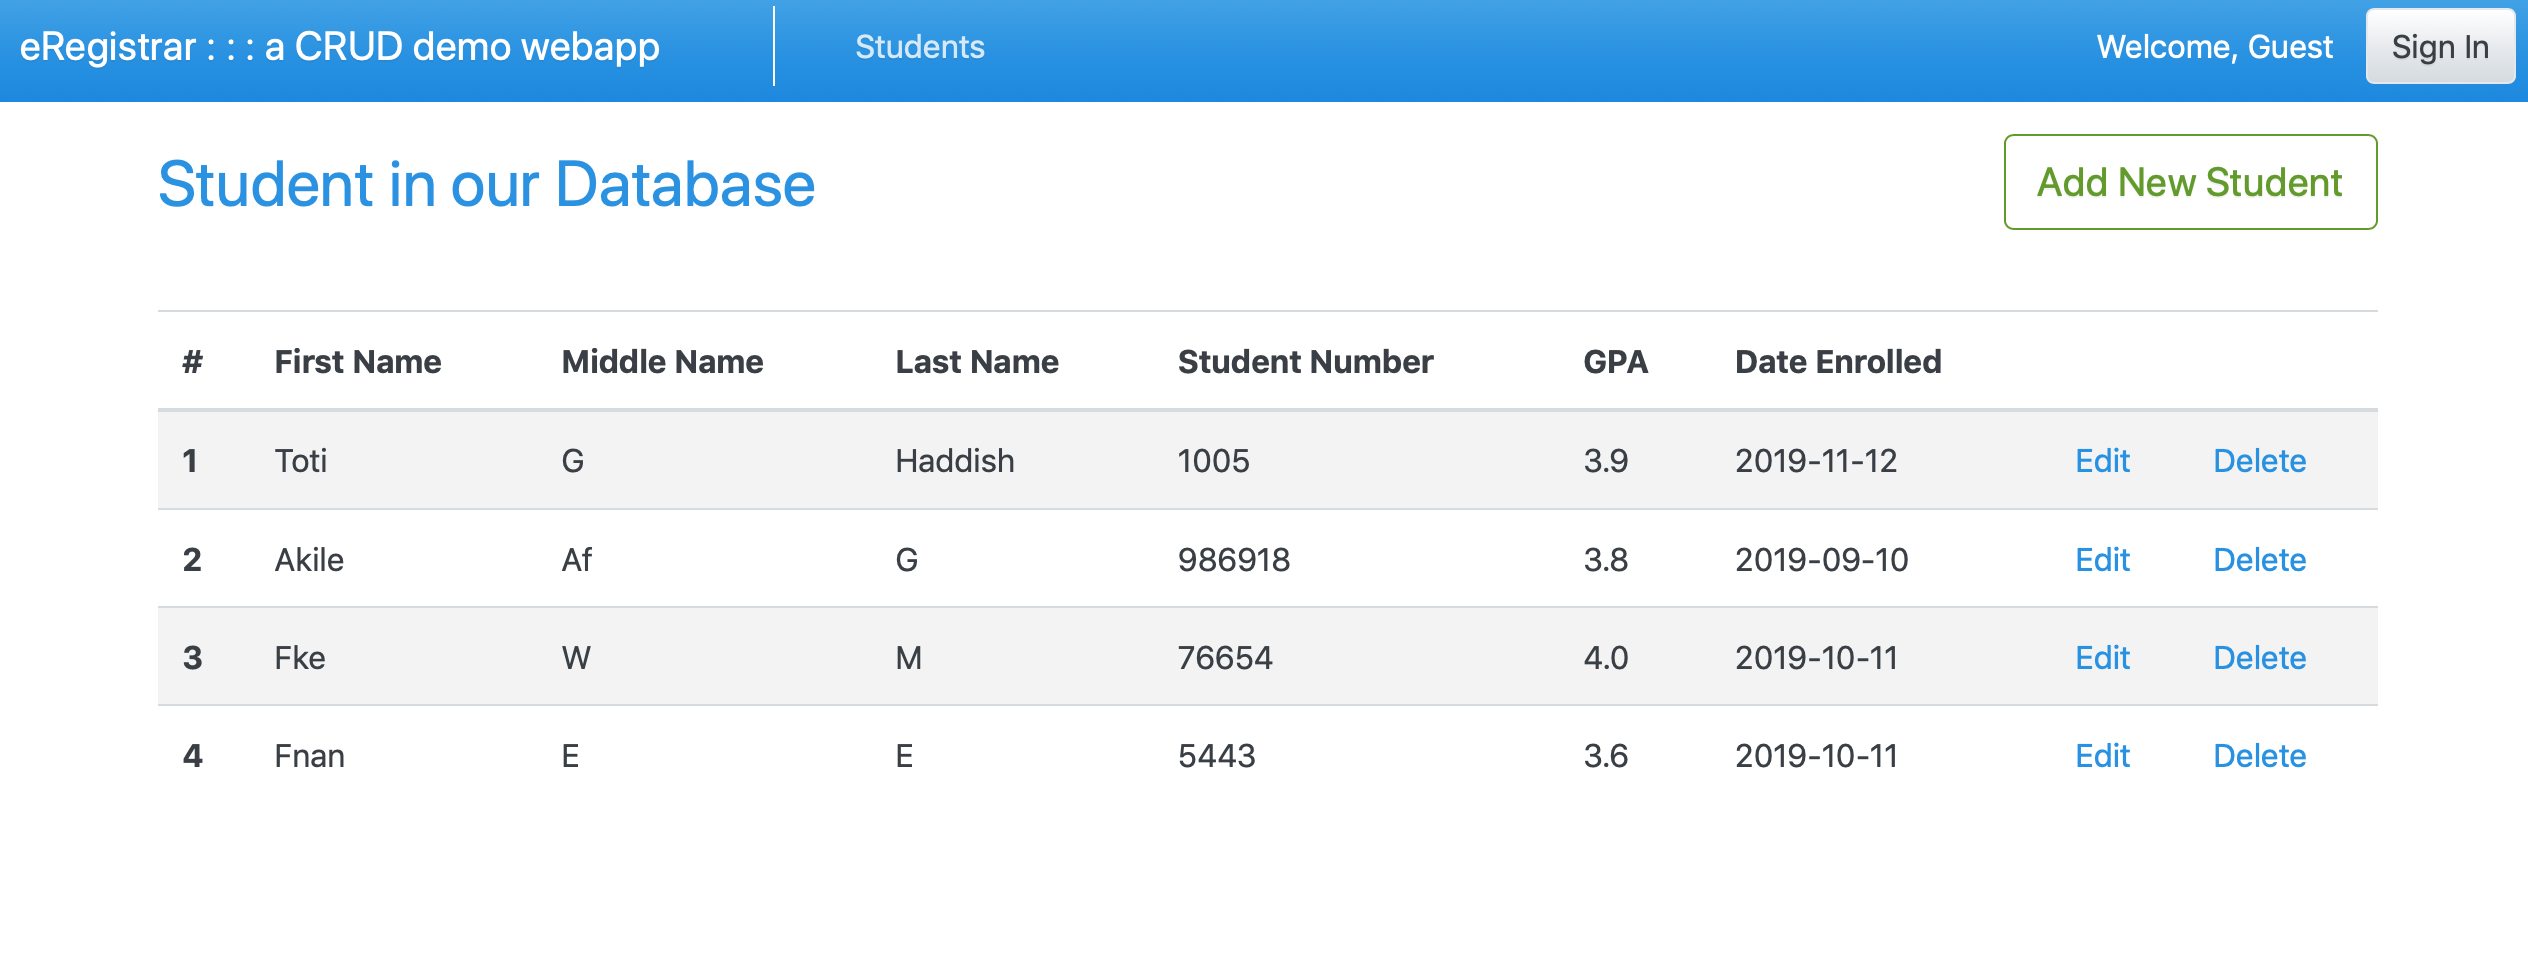 eRegistrar : : : a CRUD demo webapp Students Welcome, Guest Sign In
Student in our Database Add New Student
# First Name Middle Name Last Name Student Number GPA Date Enrolled
1 Toti G Haddish 1005 3.9 2019-11-12 Edit Delete
2 Akile Af G 986918 3.8 2019-09-10 Edit Delete
3 Fke W M 76654 4.0 2019-10-11 Edit Delete
4 Fnan E E 5443 3.6 2019-10-11 Edit Delete